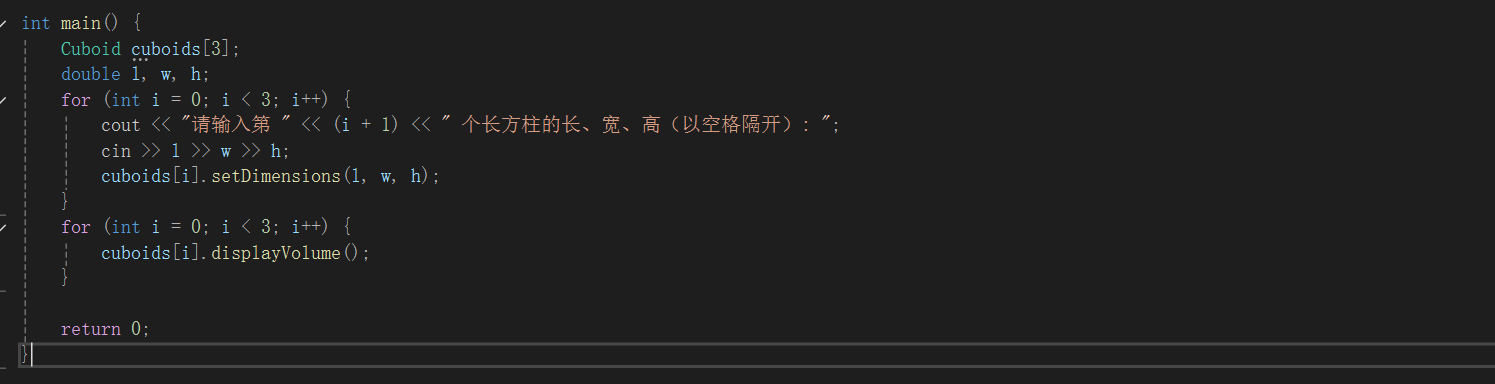 int main() {
    Cuboid cuboids[3];
    double l, w, h;
    for (int i = 0; i < 3; i++) {
        cout << "请输入第 " << (i + 1) << " 个长方柱的长、宽、高（以空格隔开）: ";
        cin >> l >> w >> h;
        cuboids[i].setDimensions(l, w, h);
    }
    for (int i = 0; i < 3; i++) {
        cuboids[i].displayVolume();
    }
    return 0;
}